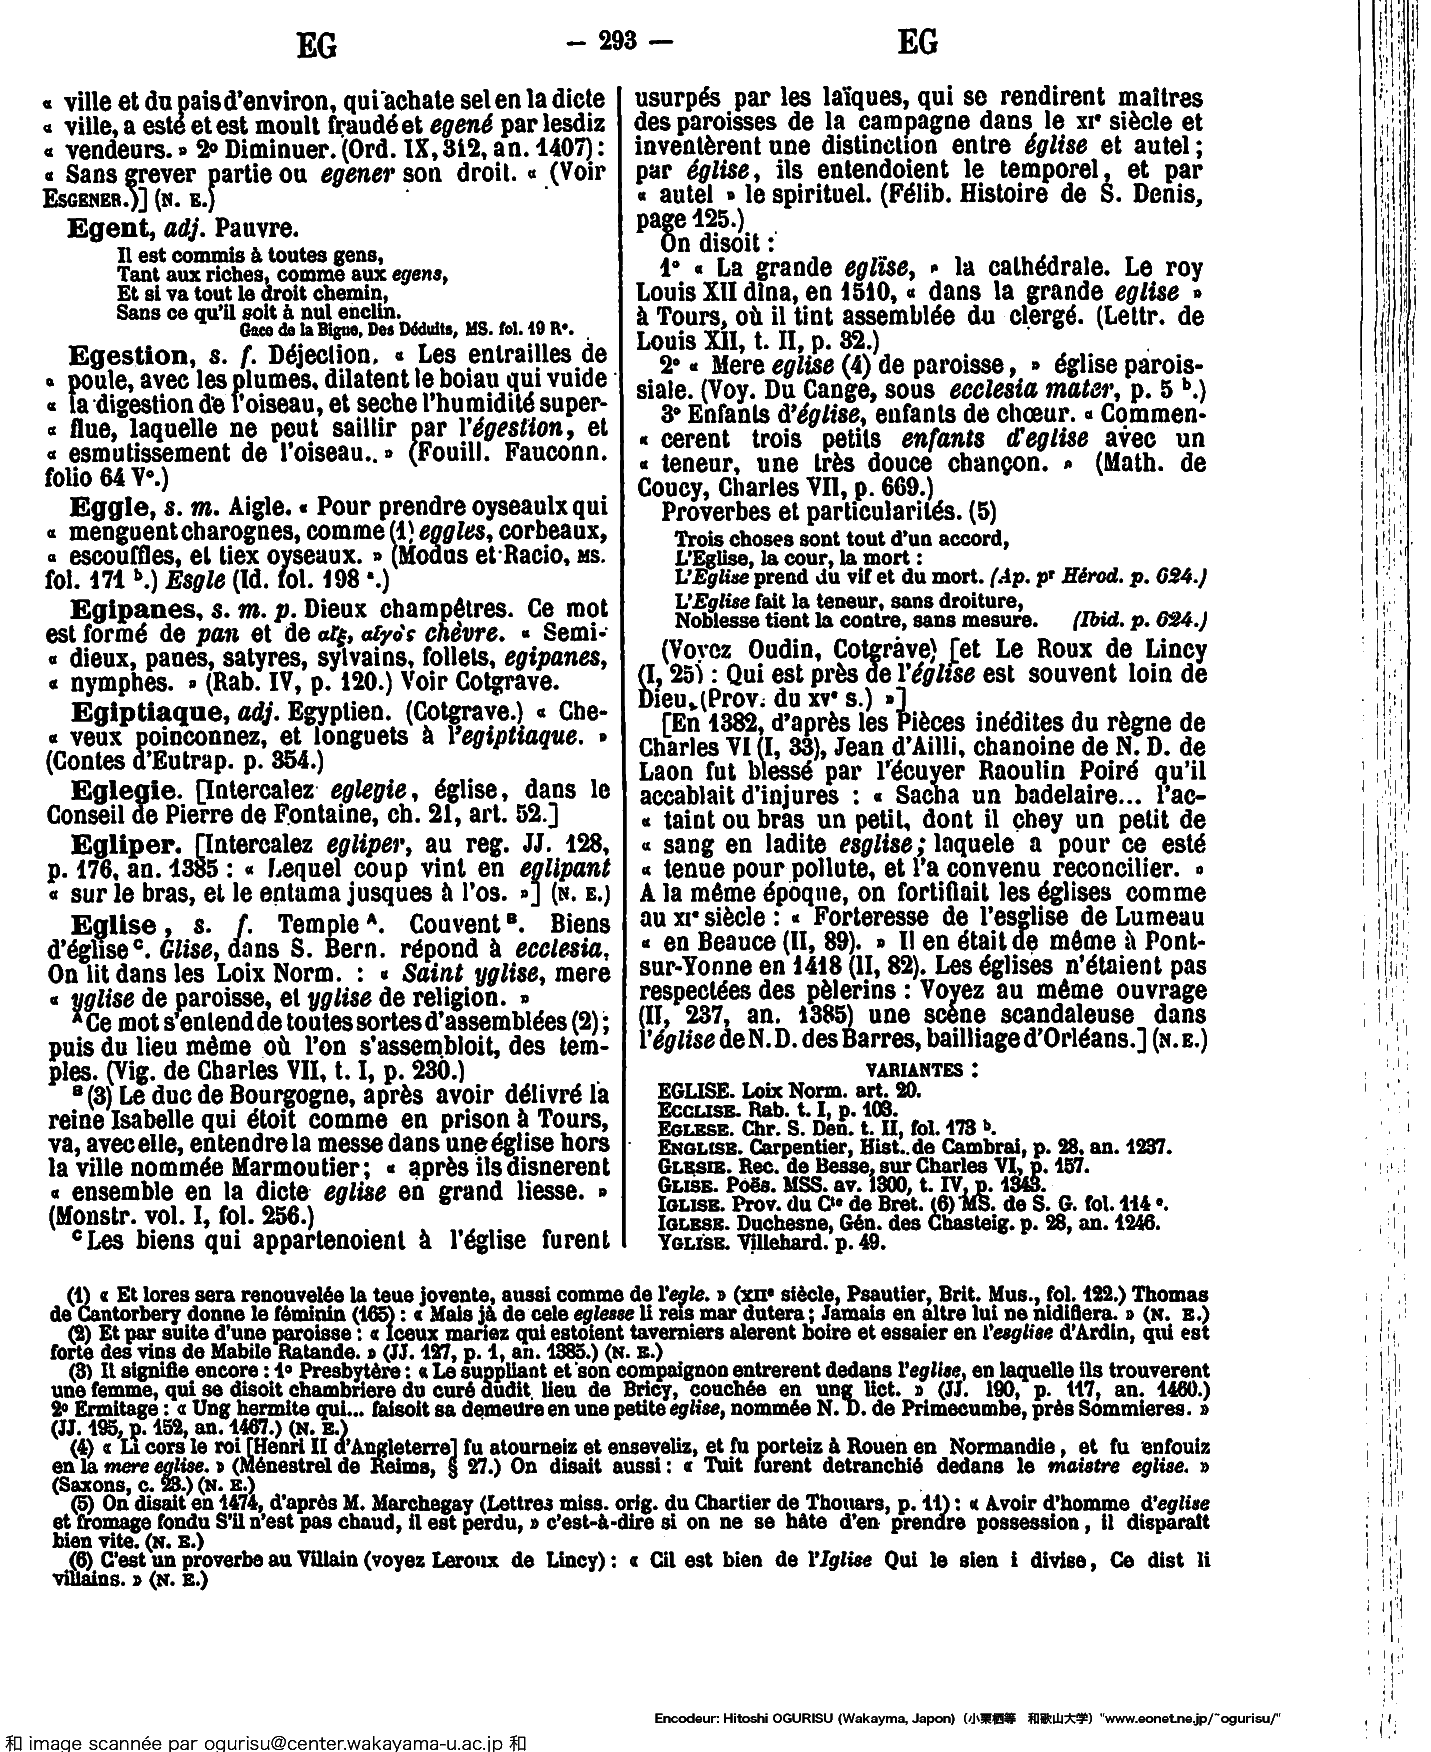 EG
— 293 —
EG
« ville et du pais d'environ, qui achate sel en la dicte
« ville, a esté et est moult fraudé et egené par lesdiz
« vendeurs. » 2° Diminuer. (Ord. IX, 312, an. 1407) :
« Sans grever partie ou egener son droit. « (Voir
ESGENER.)] (N. E.)
Egent, adj. Pauvre.
Il est commis à toutes gens,
Tant aux riches, comme aux egens,
Et si va tout le droit chemin,
Sans ce qu'il soit à nul enclin.
Gace de la Bigne, Des Déduits, MS. fol. 19 R°.
Egestion, s. f. Déjection. « Les entrailles de
« poule, avec les plumes, dilatent le boiau qui vuide
« la digestion de l'oiseau, et seche l'humidité super-
« flue, laquelle ne peut saillir par l'égestion, et
« esmutissement de l'oiseau.. » (Fouill. Fauconn.
folio 64 V°.)
Eggle, s. m. Aigle. « Pour prendre oyseaulx qui
« menguent charognes, comme (1) eggles, corbeaux,
« escouffles, et tiex oyseaux. » (Modus et Racio, MS.
fol. 171 b.) Esgle (Id. fol. 198 a.)
Egipanes, s. m. p. Dieux champêtres. Ce mot
est formé de pan et de αἴξ, αἰγὸς chèvre. « Semi-
« dieux, panes, satyres, sylvains, follets, egipanes,
« nymphes. » (Rab. IV, p. 120.) Voir Cotgrave.
Egiptiaque, adj. Egyptien. (Cotgrave.) « Che-
« veux poinconnez, et longuets à l'egiptiaque. »
(Contes d'Eutrap. p. 354.)
Eglegie. [Intercalez eglegie, église, dans le
Conseil de Pierre de Fontaine, ch. 21, art. 52.]
Egliper. [Intercalez egliper, au reg. JJ. 128,
p. 176, an. 1385 : « Lequel coup vint en eglipant
« sur le bras, et le entama jusques à l'os. »] (N. E.)
Eglise, s. f. Temple A. Couvent B. Biens
d'église C. Glise, dans S. Bern. répond à ecclesia.
On lit dans les Loix Norm. : « Saint yglise, mere
« yglise de paroisse, et yglise de religion. »
A Ce mot s'entend de toutes sortes d'assemblées (2) ;
puis du lieu même où l'on s'assembloit, des tem-
ples. (Vig. de Charles VII, t. I, p. 230.)
B (3) Le duc de Bourgogne, après avoir délivré la
reine Isabelle qui étoit comme en prison à Tours,
va, avec elle, entendre la messe dans une église hors
la ville nommée Marmoutier ; « après ils disnerent
« ensemble en la dicte eglise en grand liesse. »
(Monstr. vol. I, fol. 256.)
C Les biens qui appartenoient à l'église furent
usurpés par les laïques, qui se rendirent maîtres
des paroisses de la campagne dans le XIe siècle et
inventèrent une distinction entre église et autel ;
par église, ils entendoient le temporel, et par
« autel » le spirituel. (Félib. Histoire de S. Denis,
page 125.)
On disoit :
1° « La grande eglïse, » la cathédrale. Le roy
Louis XII dîna, en 1510, « dans la grande eglise »
à Tours, où il tint assemblée du clergé. (Lettr. de
Louis XII, t. II, p. 32.)
2° « Mere eglise (4) de paroisse, » église parois-
siale. (Voy. Du Cange, sous ecclesia mater, p. 5 b.)
3° Enfants d'église, enfants de chœur. « Commen-
« cerent trois petits enfants d'eglise avec un
« teneur, une très douce chançon. » (Math. de
Coucy, Charles VII, p. 669.)
Proverbes et particularités. (5)
Trois choses sont tout d'un accord,
L'Eglise, la cour, la mort :
L'Eglise prend du vif et du mort. (Ap. pr Hérod. p. 624.)
L'Eglise fait la teneur, sans droiture,
Noblesse tient la contre, sans mesure. (Ibid. p. 624.)
(Voyez Oudin, Cotgrave) [et Le Roux de Lincy
(I, 25) : Qui est près de l'église est souvent loin de
Dieu. (Prov. du XVe s.) »]
[En 1382, d'après les Pièces inédites du règne de
Charles VI (I, 33), Jean d'Ailli, chanoine de N. D. de
Laon fut blessé par l'écuyer Raoulin Poiré qu'il
accablait d'injures : « Sacha un badelaire... l'ac-
« taint ou bras un petit, dont il chey un petit de
« sang en ladite esglise ; laquele a pour ce esté
« tenue pour pollute, et l'a convenu reconcilier. »
A la même époque, on fortifiait les églises comme
au XIe siècle : « Forteresse de l'esglise de Lumeau
« en Beauce (II, 89). » Il en était de même à Pont-
sur-Yonne en 1418 (II, 82). Les églises n'étaient pas
respectées des pèlerins : Voyez au même ouvrage
(II, 237, an. 1385) une scène scandaleuse dans
l'église de N. D. des Barres, bailliage d'Orléans.] (N. E.)
VARIANTES :
EGLISE. Loix Norm. art. 20.
ECCLISE. Rab. t. I, p. 103.
EGLESE. Chr. S. Den. t. II, fol. 173 b.
ENGLISE. Carpentier, Hist. de Cambrai, p. 28, an. 1237.
GLESIE. Rec. de Besse, sur Charles VI, p. 157.
GLISE. Poës. MSS. av. 1300, t. IV, p. 1343.
IGLISE. Prov. du Cte de Bret. (6) MS. de S. G. fol. 114 c.
IGLESE. Duchesne, Gén. des Chasteig. p. 28, an. 1246.
YGLISE. Villehard. p. 49.
(1) « Et lores sera renouvelée la teue jovente, aussi comme de l'egle. » (XIIe siècle, Psautier, Brit. Mus., fol. 122.) Thomas
de Cantorbery donne le féminin (165) : « Mais jà de cele eglesse li reis mar dutera ; Jamais en altre lui ne nidifiera. » (N. E.)
(2) Et par suite d'une paroisse : « Iceux mariez qui estoient taverniers alerent boire et essaier en l'esglise d'Ardin, qui est
forte des vins de Mabile Ratande. » (JJ. 127, p. 1, an. 1385.) (N. E.)
(3) Il signifie encore : 1° Presbytère : « Le suppliant et son compaignon entrerent dedans l'eglise, en laquelle ils trouverent
une femme, qui se disoit chambriere du curé dudit lieu de Bricy, couchée en ung lict. » (JJ. 190, p. 117, an. 1460.)
2° Ermitage : « Ung hermite qui... faisoit sa demeure en une petite eglise, nommée N. D. de Primecumbe, près Sommieres. »
(JJ. 195, p. 152, an. 1467.) (N. E.)
(4) « Li cors le roi [Henri II d'Angleterre] fu atourneiz et enseveliz, et fu porteiz à Rouen en Normandie, et fu enfouiz
en la mere eglise. » (Ménestrel de Reims, § 27.) On disait aussi : « Tuit furent detranchié dedans le maistre eglise. »
(Saxons, c. 23.) (N. E.)
(5) On disait en 1474, d'après M. Marchegay (Lettres miss. orig. du Chartier de Thouars, p. 11) : « Avoir d'homme d'eglise
et fromage fondu S'il n'est pas chaud, il est perdu, » c'est-à-dire si on ne se hâte d'en prendre possession, il disparaît
bien vite. (N. E.)
(6) C'est un proverbe au Villain (voyez Leroux de Lincy) : « Cil est bien de l'Iglise Qui le sien i divise, Ce dist li
villains. » (N. E.)
Encodeur: Hitoshi OGURISU (Wakayma, Japon) (小栗栖等 和歌山大学) "www.eonet.ne.jp/~ogurisu/"
和 image scannée par ogurisu@center.wakayama-u.ac.jp 和